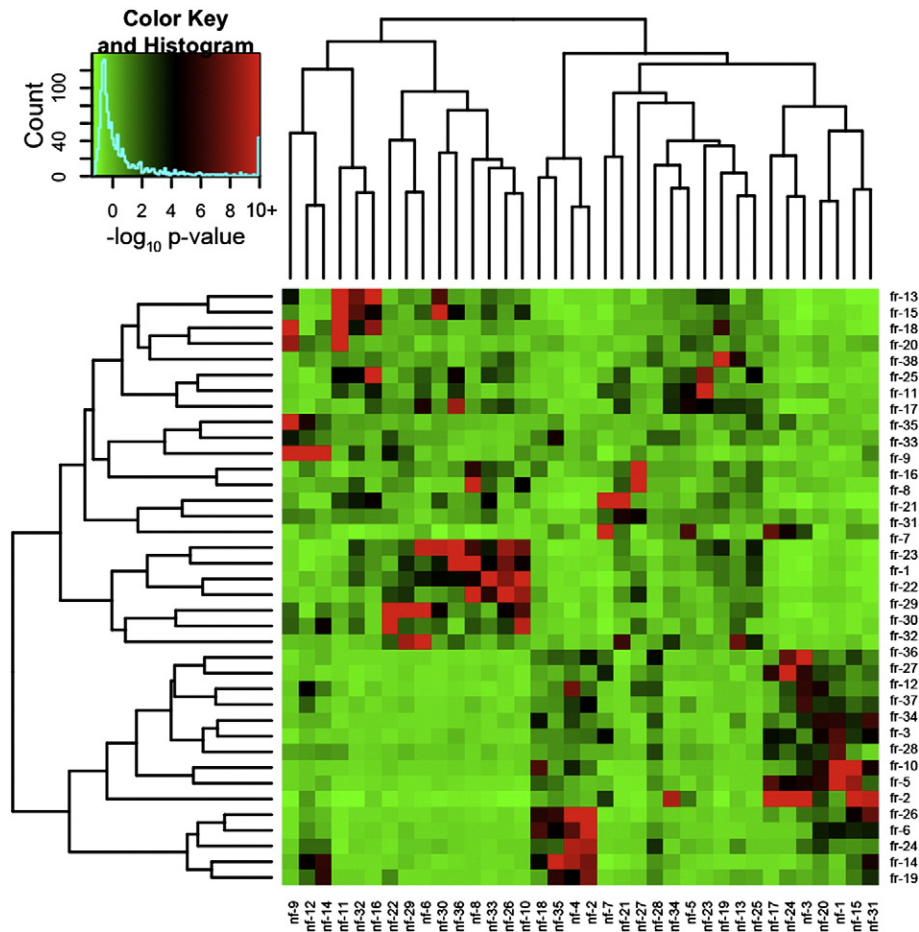 Color Key
and Histogram
Count
0 40 100
0 2 4 6 8 10+
-log10 p-value
fr-13
fr-15
fr-18
fr-20
fr-38
fr-25
fr-11
fr-17
fr-35
fr-33
fr-9
fr-16
fr-8
fr-21
fr-31
fr-7
fr-23
fr-1
fr-22
fr-29
fr-30
fr-32
fr-36
fr-27
fr-12
fr-37
fr-34
fr-3
fr-28
fr-10
fr-5
fr-2
fr-26
fr-6
fr-24
fr-14
fr-19
nf-9
nf-12
nf-14
nf-11
nf-32
nf-16
nf-22
nf-29
nf-6
nf-30
nf-36
nf-8
nf-33
nf-26
nf-10
nf-18
nf-35
nf-4
nf-2
nf-7
nf-21
nf-27
nf-28
nf-34
nf-5
nf-23
nf-19
nf-13
nf-25
nf-17
nf-24
nf-3
nf-20
nf-1
nf-15
nf-31